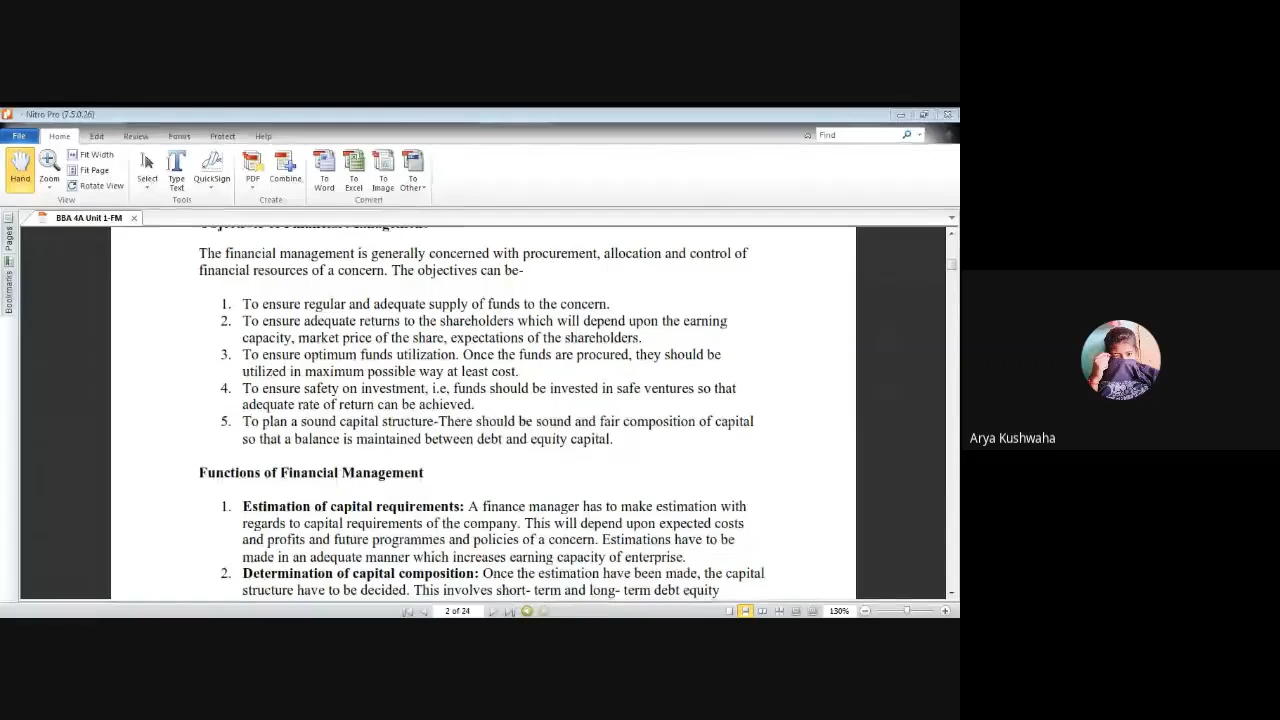 - Nitro Pro (7.5.0.26)
File Home Edit Review Forms Protect Help Find
Hand Zoom Fit Width Fit Page Rotate View Select Type Text QuickSign PDF Combine To Word To Excel To Image To Other
View Tools Create Convert
BBA 4A Unit 1-FM
Pages
Bookmarks
The financial management is generally concerned with procurement, allocation and control of
financial resources of a concern. The objectives can be-
1. To ensure regular and adequate supply of funds to the concern.
2. To ensure adequate returns to the shareholders which will depend upon the earning
capacity, market price of the share, expectations of the shareholders.
3. To ensure optimum funds utilization. Once the funds are procured, they should be
utilized in maximum possible way at least cost.
4. To ensure safety on investment, i.e, funds should be invested in safe ventures so that
adequate rate of return can be achieved.
5. To plan a sound capital structure-There should be sound and fair composition of capital
so that a balance is maintained between debt and equity capital.
Functions of Financial Management
1. Estimation of capital requirements: A finance manager has to make estimation with
regards to capital requirements of the company. This will depend upon expected costs
and profits and future programmes and policies of a concern. Estimations have to be
made in an adequate manner which increases earning capacity of enterprise.
2. Determination of capital composition: Once the estimation have been made, the capital
structure have to be decided. This involves short- term and long- term debt equity
2 of 24
130%
Arya Kushwaha